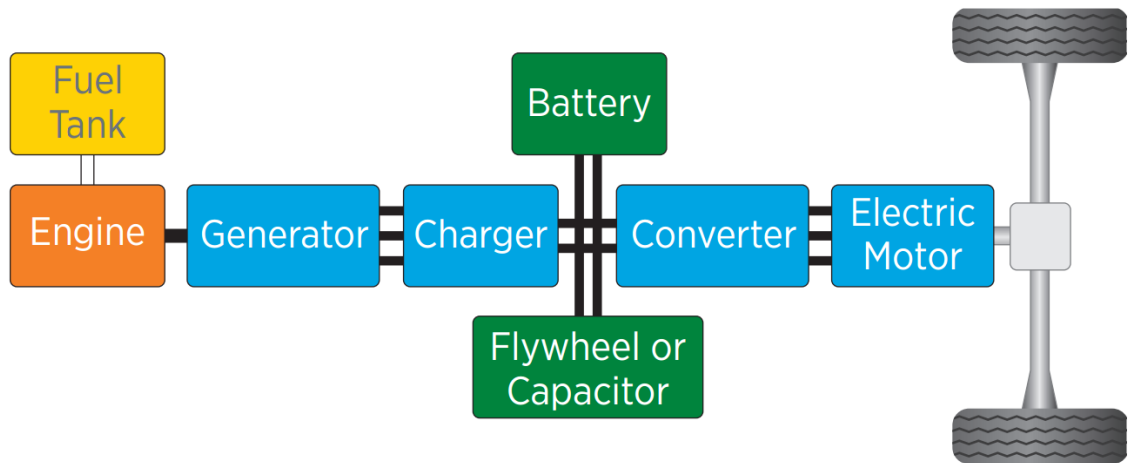 Fuel
Tank
Battery
Engine
Generator
Charger
Converter
Electric
Motor
Flywheel or
Capacitor